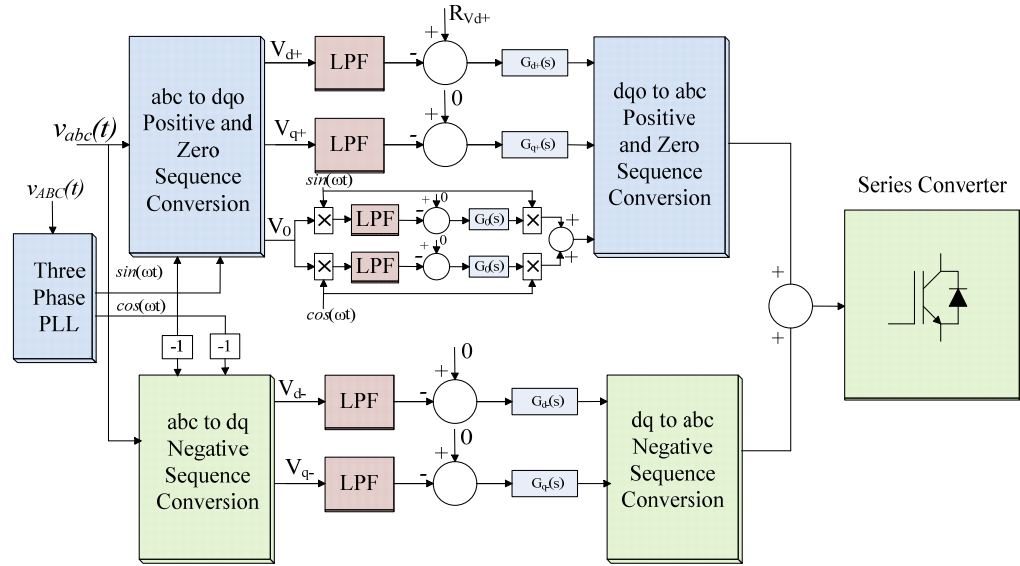 R_Vd+
+
V_d+
LPF
-
G_d+(s)
abc to dqo
Positive and
Zero
Sequence
Conversion
v_abc(t)
0
+
V_q+
LPF
-
G_q+(s)
dqo to abc
Positive
and Zero
Sequence
Conversion
v_ABC(t)
sin(ωt)
V_0
×
LPF
-
+
0
G_0(s)
×
+
×
LPF
-
+
0
G_0(s)
×
+
cos(ωt)
Three
Phase
PLL
sin(ωt)
cos(ωt)
-1
-1
Series Converter
+
+
0
+
V_d-
LPF
-
G_d-(s)
abc to dq
Negative
Sequence
Conversion
0
+
V_q-
LPF
-
G_q-(s)
dq to abc
Negative
Sequence
Conversion